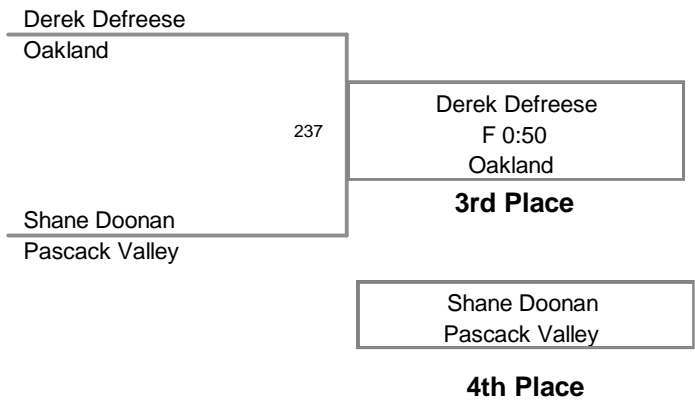 Derek Defreese
Oakland
Derek Defreese
237
F 0:50
Oakland
3rd Place
Shane Doonan
Pascack Valley
Shane Doonan
Pascack Valley
4th Place